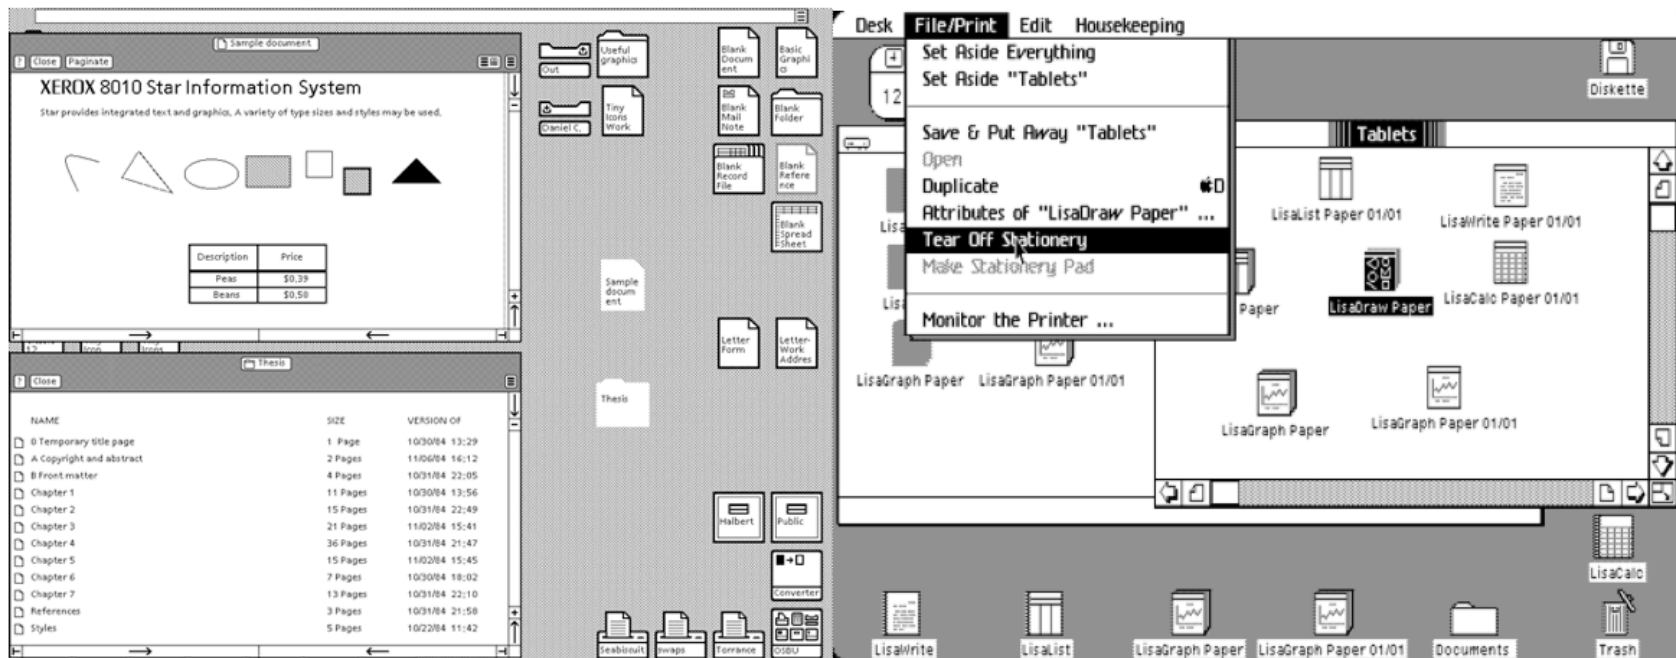 Sample document
? Close Paginate
XEROX 8010 Star Information System
Star provides integrated text and graphics. A variety of type sizes and styles may be used.
Description Price
Peas $0.39
Beans $0.50
Thesis
? Close
NAME SIZE VERSION OF
0 Temporary title page 1 Page 10/30/84 13:29
A Copyright and abstract 2 Pages 11/06/84 16:12
B Front matter 4 Pages 10/31/84 22:05
Chapter 1 11 Pages 10/30/84 13:56
Chapter 2 15 Pages 10/31/84 22:49
Chapter 3 21 Pages 11/02/84 15:41
Chapter 4 36 Pages 10/31/84 21:47
Chapter 5 15 Pages 11/02/84 15:45
Chapter 6 7 Pages 10/30/84 18:02
Chapter 7 13 Pages 10/31/84 22:10
References 3 Pages 10/31/84 21:58
Styles 5 Pages 10/22/84 11:42
Out
Useful
graphics
Blank
Docum
ent
Basic
Graphi
cs
Daniel C.
Tiny
Icons
Work
Blank
Mail
Note
Blank
Folder
Blank
Record
File
Blank
Refere
nce
Blank
Spread
Sheet
Sample
docum
ent
Letter
Form
Letter-
Work
Addres
Thesis
Halbert
Public
Converter
Seabiscuit
swaps
Torrance
OSBU
Desk File/Print Edit Housekeeping
Set Aside Everything
Set Aside "Tablets"
Save & Put Away "Tablets"
Open
Duplicate D
Attributes of "LisaDraw Paper" ...
Tear Off Stationery
Make Stationery Pad
Monitor the Printer ...
12
Diskette
Tablets
LisaList Paper 01/01
LisaWrite Paper 01/01
Paper
LisaDraw Paper
LisaCalc Paper 01/01
LisaGraph Paper
LisaGraph Paper 01/01
LisaGraph Paper
LisaGraph Paper 01/01
LisaCalc
LisaWrite
LisaList
LisaGraph Paper
LisaGraph Paper 01/01
Documents
Trash